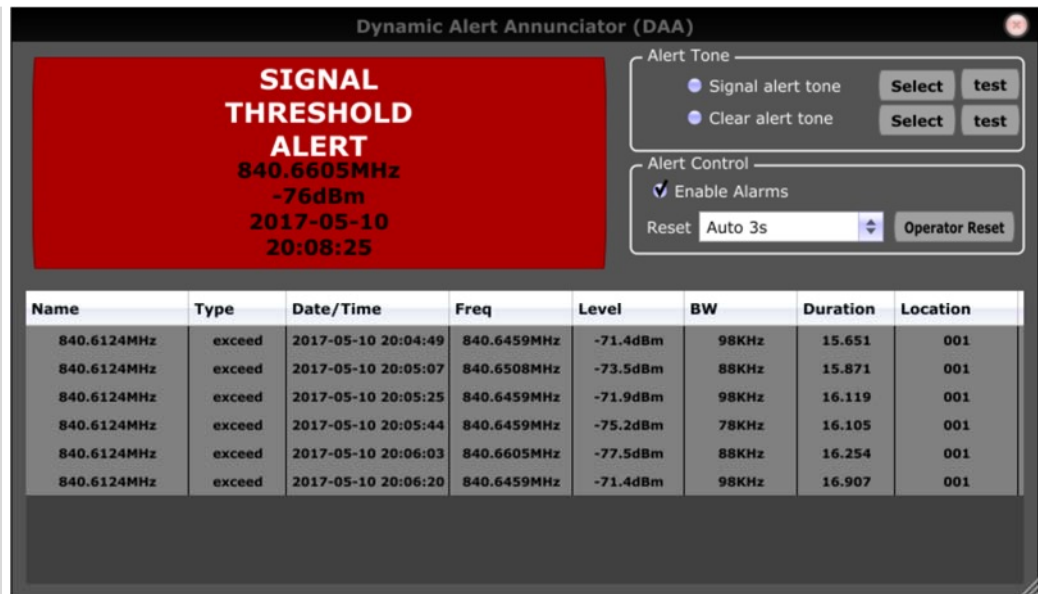 Dynamic Alert Annunciator (DAA)
SIGNAL
THRESHOLD
ALERT
840.6605MHz
-76dBm
2017-05-10
20:08:25
Alert Tone
Signal alert tone Select test
Clear alert tone Select test
Alert Control
Enable Alarms
Reset Auto 3s Operator Reset
Name Type Date/Time Freq Level BW Duration Location
840.6124MHz exceed 2017-05-10 20:04:49 840.6459MHz -71.4dBm 98KHz 15.651 001
840.6124MHz exceed 2017-05-10 20:05:07 840.6508MHz -73.5dBm 88KHz 15.871 001
840.6124MHz exceed 2017-05-10 20:05:25 840.6459MHz -71.9dBm 98KHz 16.119 001
840.6124MHz exceed 2017-05-10 20:05:44 840.6459MHz -75.2dBm 78KHz 16.105 001
840.6124MHz exceed 2017-05-10 20:06:03 840.6605MHz -77.5dBm 88KHz 16.254 001
840.6124MHz exceed 2017-05-10 20:06:20 840.6459MHz -71.4dBm 98KHz 16.907 001